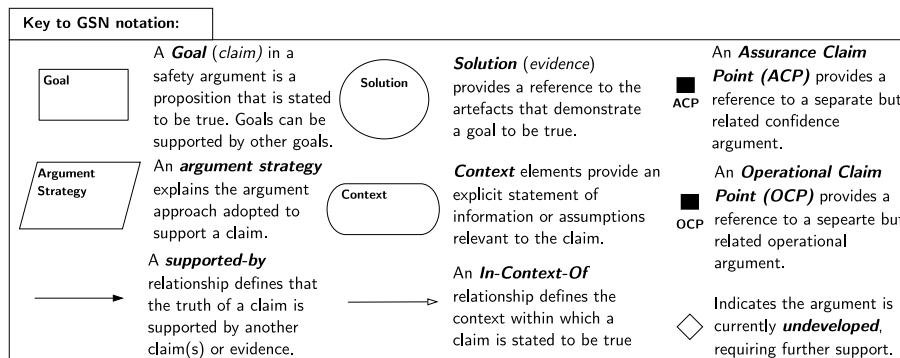 Key to GSN notation:
Goal
A Goal (claim) in a
safety argument is a
proposition that is stated
to be true. Goals can be
supported by other goals.
Solution
Solution (evidence)
provides a reference to the
artefacts that demonstrate
a goal to be true.
ACP
An Assurance Claim
Point (ACP) provides a
reference to a separate but
related confidence
argument.
Argument
Strategy
An argument strategy
explains the argument
approach adopted to
support a claim.
Context
Context elements provide an
explicit statement of
information or assumptions
relevant to the claim.
OCP
An Operational Claim
Point (OCP) provides a
reference to a sepearte but
related operational
argument.
A supported-by
relationship defines that
the truth of a claim is
supported by another
claim(s) or evidence.
An In-Context-Of
relationship defines the
context within which a
claim is stated to be true
Indicates the argument is
currently undeveloped,
requiring further support.